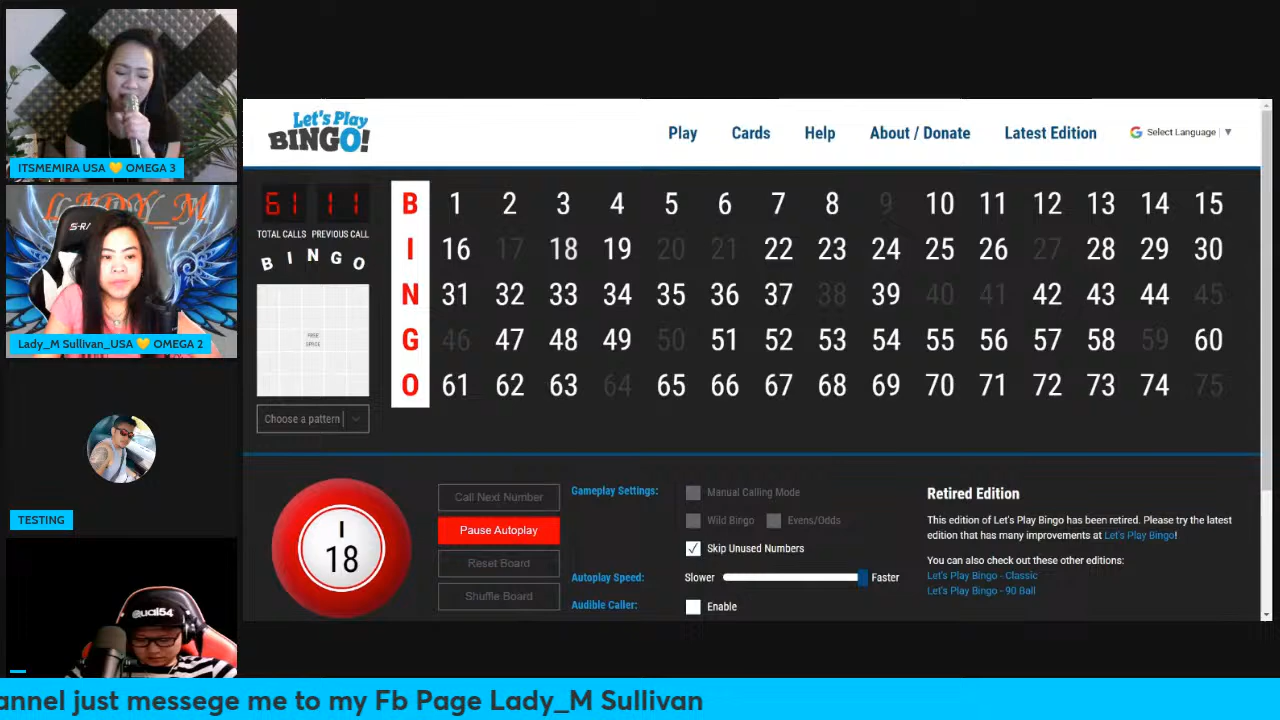 LADY_M
S-RA
ITSMEMIRA USA 💛 OMEGA 3
Lady_M Sullivan_USA 💛 OMEGA 2
TESTING
equal54
Let's Play
BINGO!
Play Cards Help About / Donate Latest Edition Select Language ▼
61 11
TOTAL CALLS PREVIOUS CALL
B I N G O
FREE
SPACE
Choose a pattern
B 1 2 3 4 5 6 7 8 9 10 11 12 13 14 15
I 16 17 18 19 20 21 22 23 24 25 26 27 28 29 30
N 31 32 33 34 35 36 37 38 39 40 41 42 43 44 45
G 46 47 48 49 50 51 52 53 54 55 56 57 58 59 60
O 61 62 63 64 65 66 67 68 69 70 71 72 73 74 75
I
18
Call Next Number
Pause Autoplay
Reset Board
Shuffle Board
Gameplay Settings:
Manual Calling Mode
Wild Bingo Evens/Odds
Skip Unused Numbers
Autoplay Speed: Slower Faster
Audible Caller: Enable
Retired Edition
This edition of Let's Play Bingo has been retired. Please try the latest
edition that has many improvements at Let's Play Bingo!
You can also check out these other editions:
Let's Play Bingo - Classic
Let's Play Bingo - 90 Ball
annel just messege me to my Fb Page Lady_M Sullivan